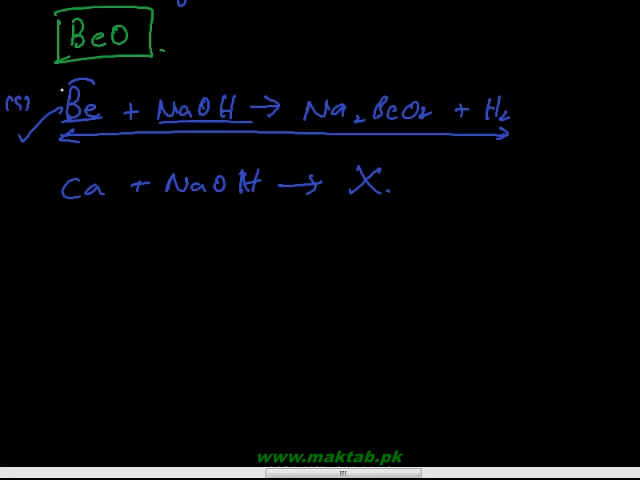 BeO.
(5) Be + NaOH → Na₂BeO₂ + H₂
Ca + NaOH → X.
www.maktab.pk